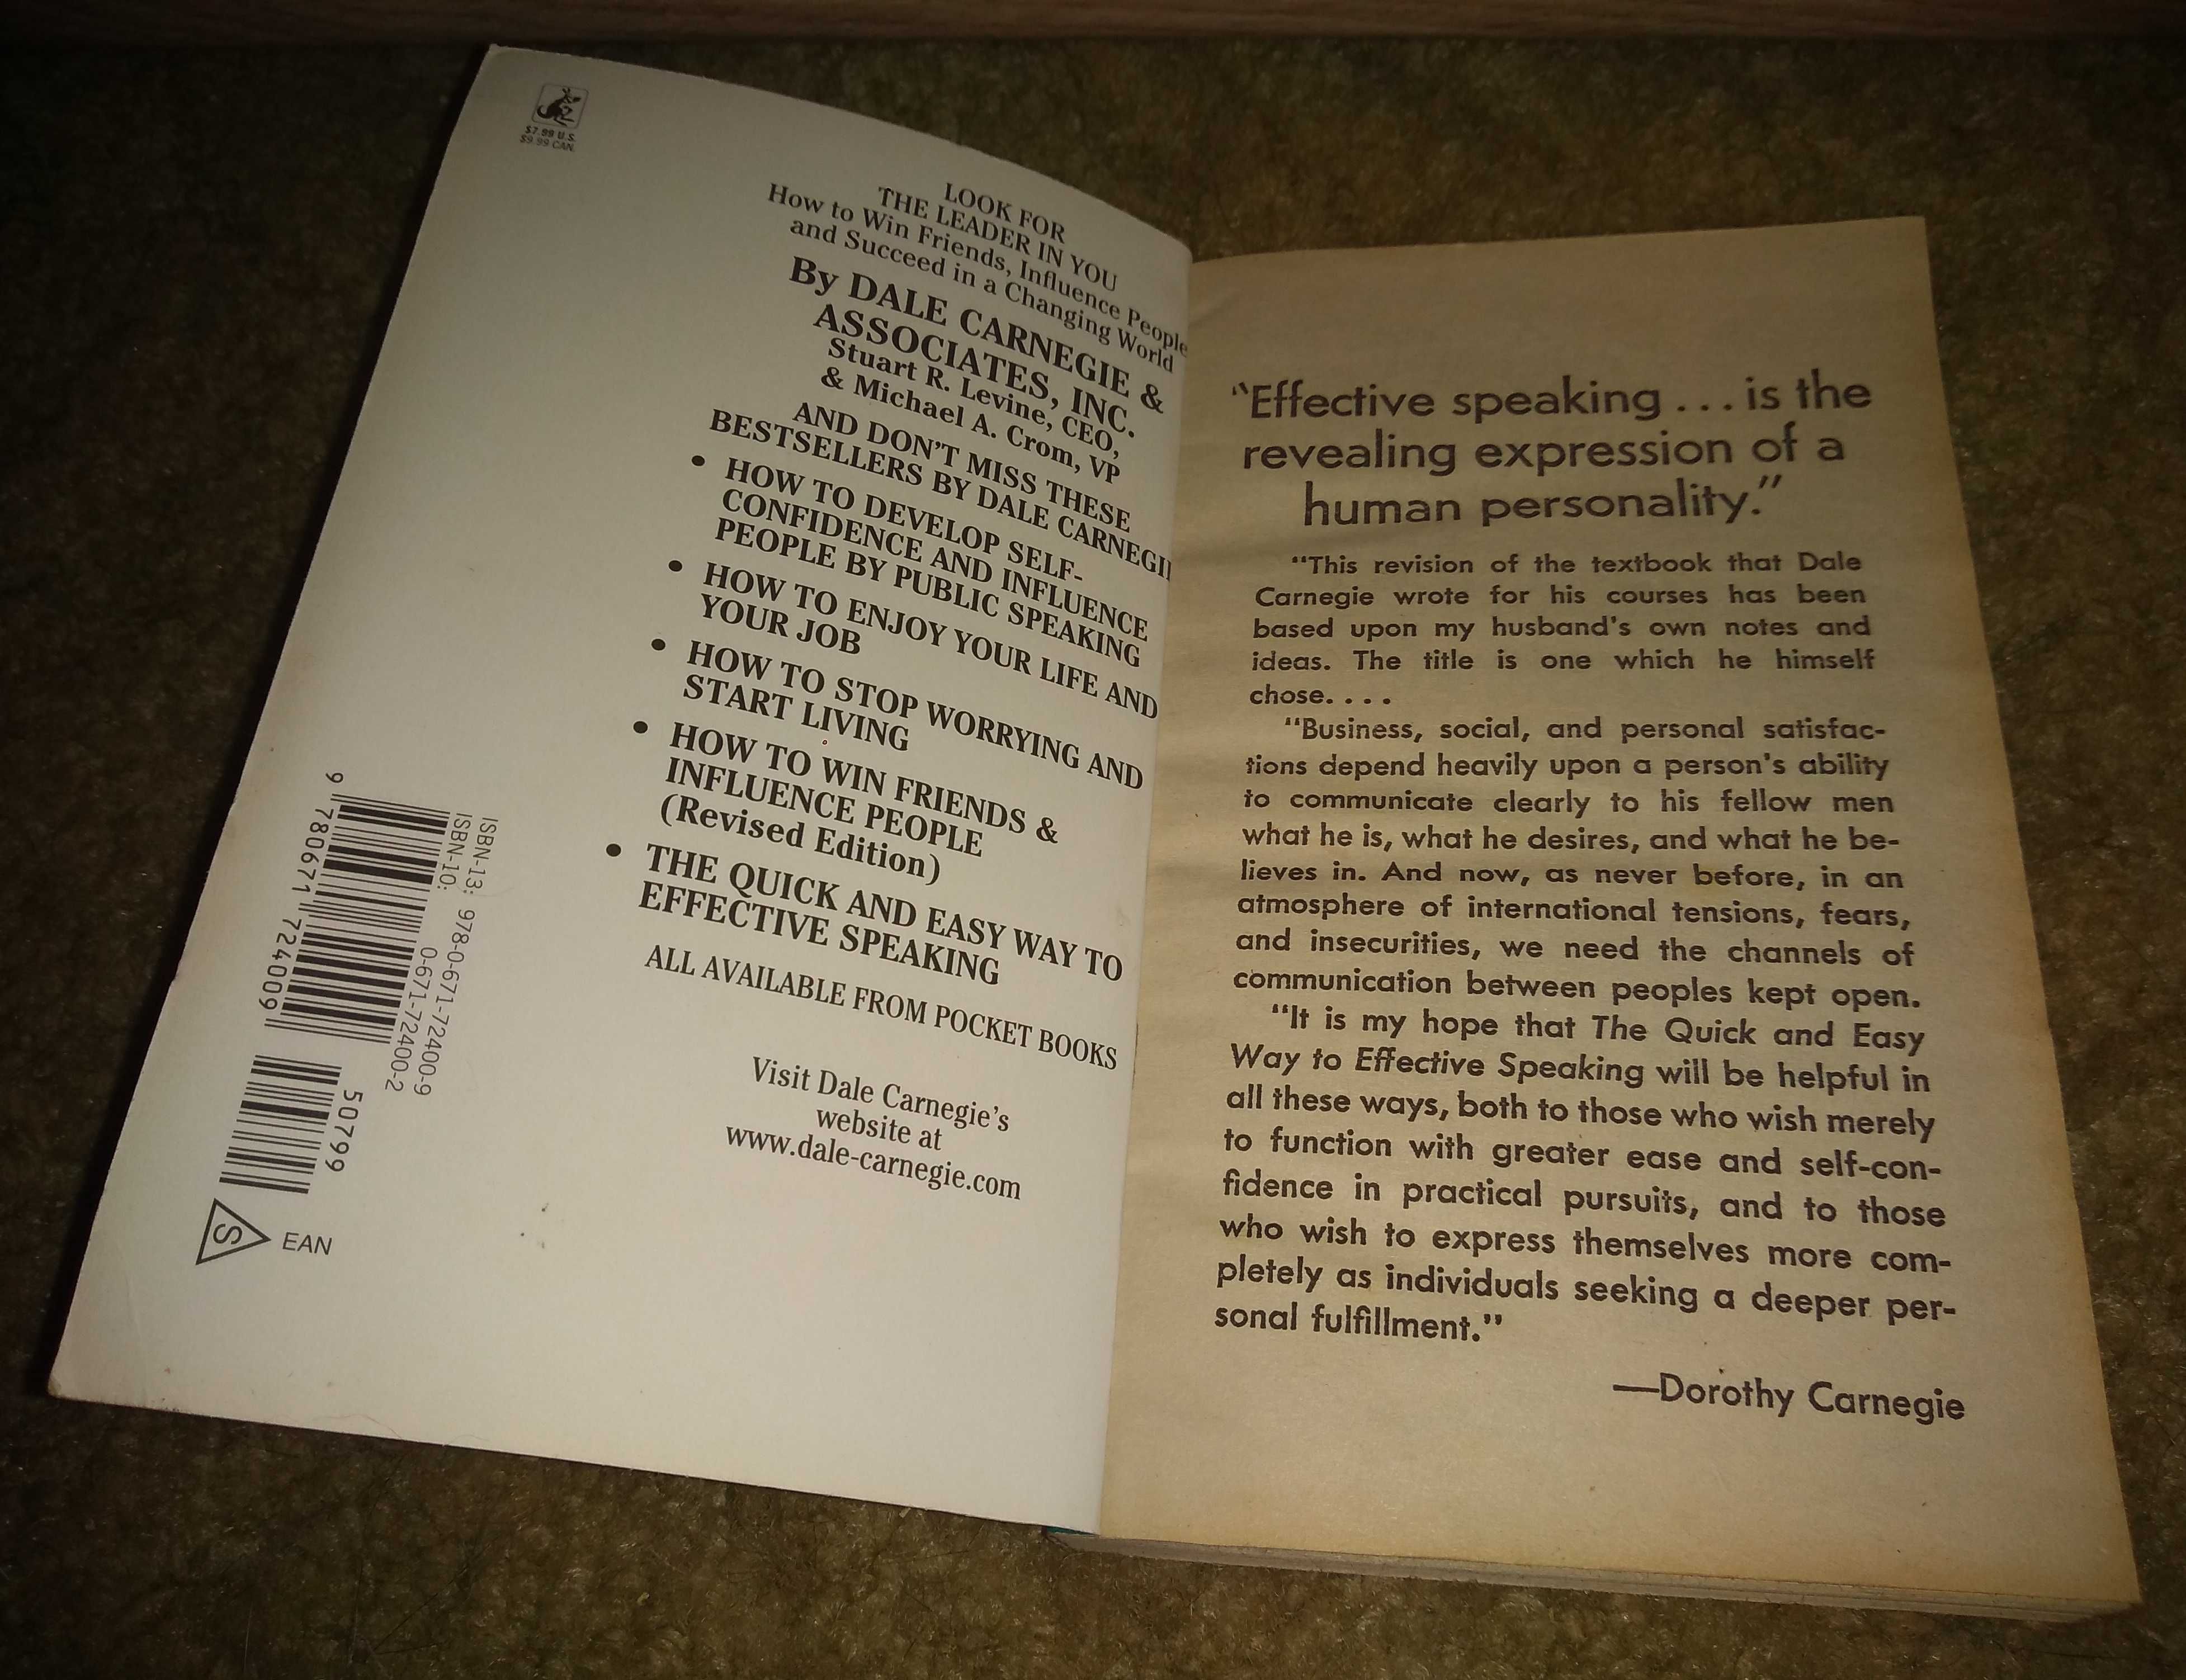 $7.99 U.S.
$9.99 CAN.
LOOK FOR
THE LEADER IN YOU
How to Win Friends, Influence People
and Succeed in a Changing World
By DALE CARNEGIE &
ASSOCIATES, INC.
Stuart R. Levine, CEO,
& Michael A. Crom, VP
AND DON'T MISS THESE
BESTSELLERS BY DALE CARNEGI
• HOW TO DEVELOP SELF-
CONFIDENCE AND INFLUENCE
PEOPLE BY PUBLIC SPEAKING
• HOW TO ENJOY YOUR LIFE AND
YOUR JOB
• HOW TO STOP WORRYING AND
START LIVING
• HOW TO WIN FRIENDS &
INFLUENCE PEOPLE
(Revised Edition)
• THE QUICK AND EASY WAY TO
EFFECTIVE SPEAKING
ALL AVAILABLE FROM POCKET BOOKS
Visit Dale Carnegie's
website at
www.dale-carnegie.com
ISBN-13: 978-0-671-72400-9
ISBN-10: 0-671-72400-2
9 780671 724009
50799
S EAN
"Effective speaking . . . is the
revealing expression of a
human personality."
"This revision of the textbook that Dale
Carnegie wrote for his courses has been
based upon my husband's own notes and
ideas. The title is one which he himself
chose. . . .
"Business, social, and personal satisfac-
tions depend heavily upon a person's ability
to communicate clearly to his fellow men
what he is, what he desires, and what he be-
lieves in. And now, as never before, in an
atmosphere of international tensions, fears,
and insecurities, we need the channels of
communication between peoples kept open.
"It is my hope that The Quick and Easy
Way to Effective Speaking will be helpful in
all these ways, both to those who wish merely
to function with greater ease and self-con-
fidence in practical pursuits, and to those
who wish to express themselves more com-
pletely as individuals seeking a deeper per-
sonal fulfillment."
—Dorothy Carnegie